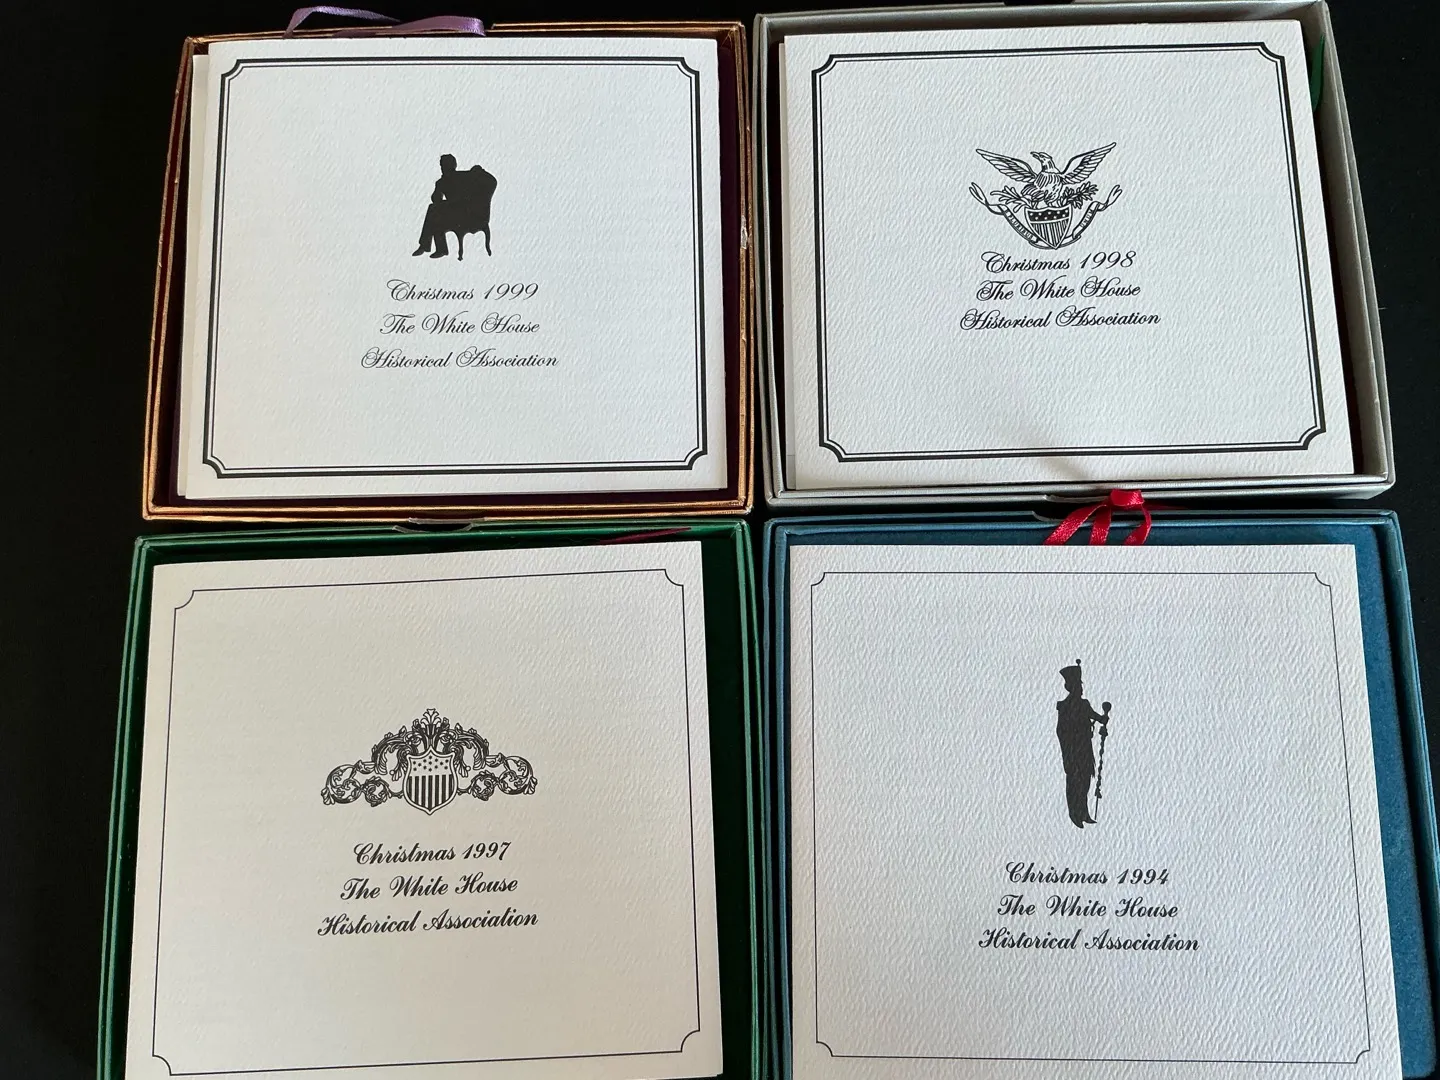 Christmas 1999
The White House
Historical Association
Christmas 1998
The White House
Historical Association
Christmas 1997
The White House
Historical Association
Christmas 1994
The White House
Historical Association